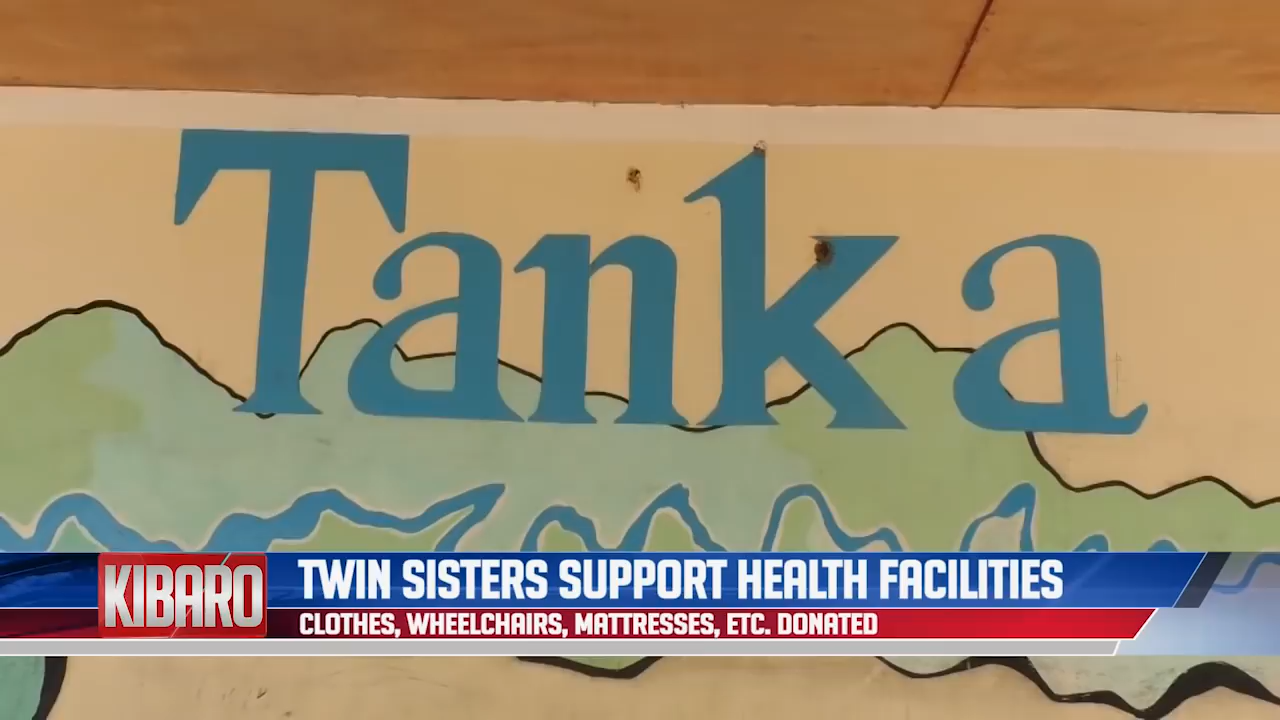 Tanka
KIBARO
TWIN SISTERS SUPPORT HEALTH FACILITIES
CLOTHES, WHEELCHAIRS, MATTRESSES, ETC. DONATED